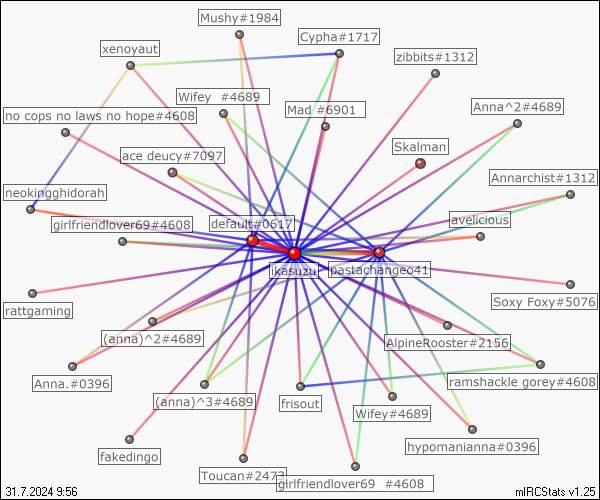 Mushy#1984
Cypha#1717
xenoyaut
zibbits#1312
Wifey #4689
Mad #6901
Anna^2#4689
no cops no laws no hope#4608
ace deucy#7097
Skalman
Annarchist#1312
neokingghidorah
girlfriendlover69#4608
default#0617
avelicious
ikasuzu
pastachangeo41
rattgaming
Soxy Foxy#5076
(anna)^2#4689
AlpineRooster#2156
Anna.#0396
ramshackle gorey#4608
(anna)^3#4689
frisout
Wifey#4689
fakedingo
hypomanianna#0396
Toucan#2473
girlfriendlover69 #4608
31.7.2024 9:56
mIRCStats v1.25